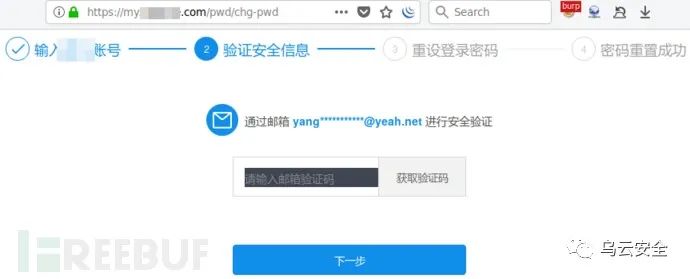 https://my.com/pwd/chg-pwd
Search
burp
输入账号
2 验证安全信息
3 重设登录密码
4 密码重置成功
通过邮箱 yang***********@yeah.net 进行安全验证
请输入邮箱验证码
获取验证码
下一步
FREEBUF
乌云安全